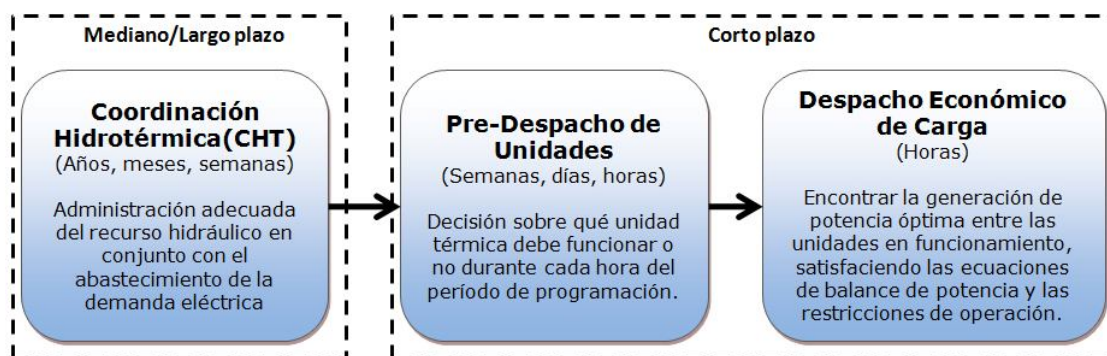 Mediano/Largo plazo
Coordinación
Hidrotérmica(CHT)
(Años, meses, semanas)
Administración adecuada
del recurso hidráulico en
conjunto con el
abastecimiento de la
demanda eléctrica
Corto plazo
Pre-Despacho de
Unidades
(Semanas, días, horas)
Decisión sobre qué unidad
térmica debe funcionar o
no durante cada hora del
período de programación.
Despacho Económico
de Carga
(Horas)
Encontrar la generación de
potencia óptima entre las
unidades en funcionamiento,
satisfaciendo las ecuaciones
de balance de potencia y las
restricciones de operación.